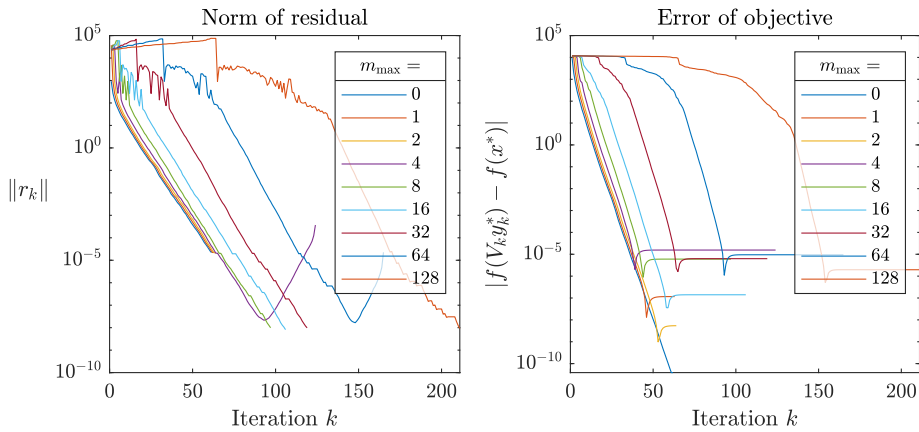 Norm of residual
10^5
10^0
10^-5
10^-10
‖r_k‖
0 50 100 150 200
Iteration k
m_max =
0
1
2
4
8
16
32
64
128
Error of objective
10^5
10^0
10^-5
10^-10
|f(V_k y_k^*) − f(x^*)|
0 50 100 150 200
Iteration k
m_max =
0
1
2
4
8
16
32
64
128